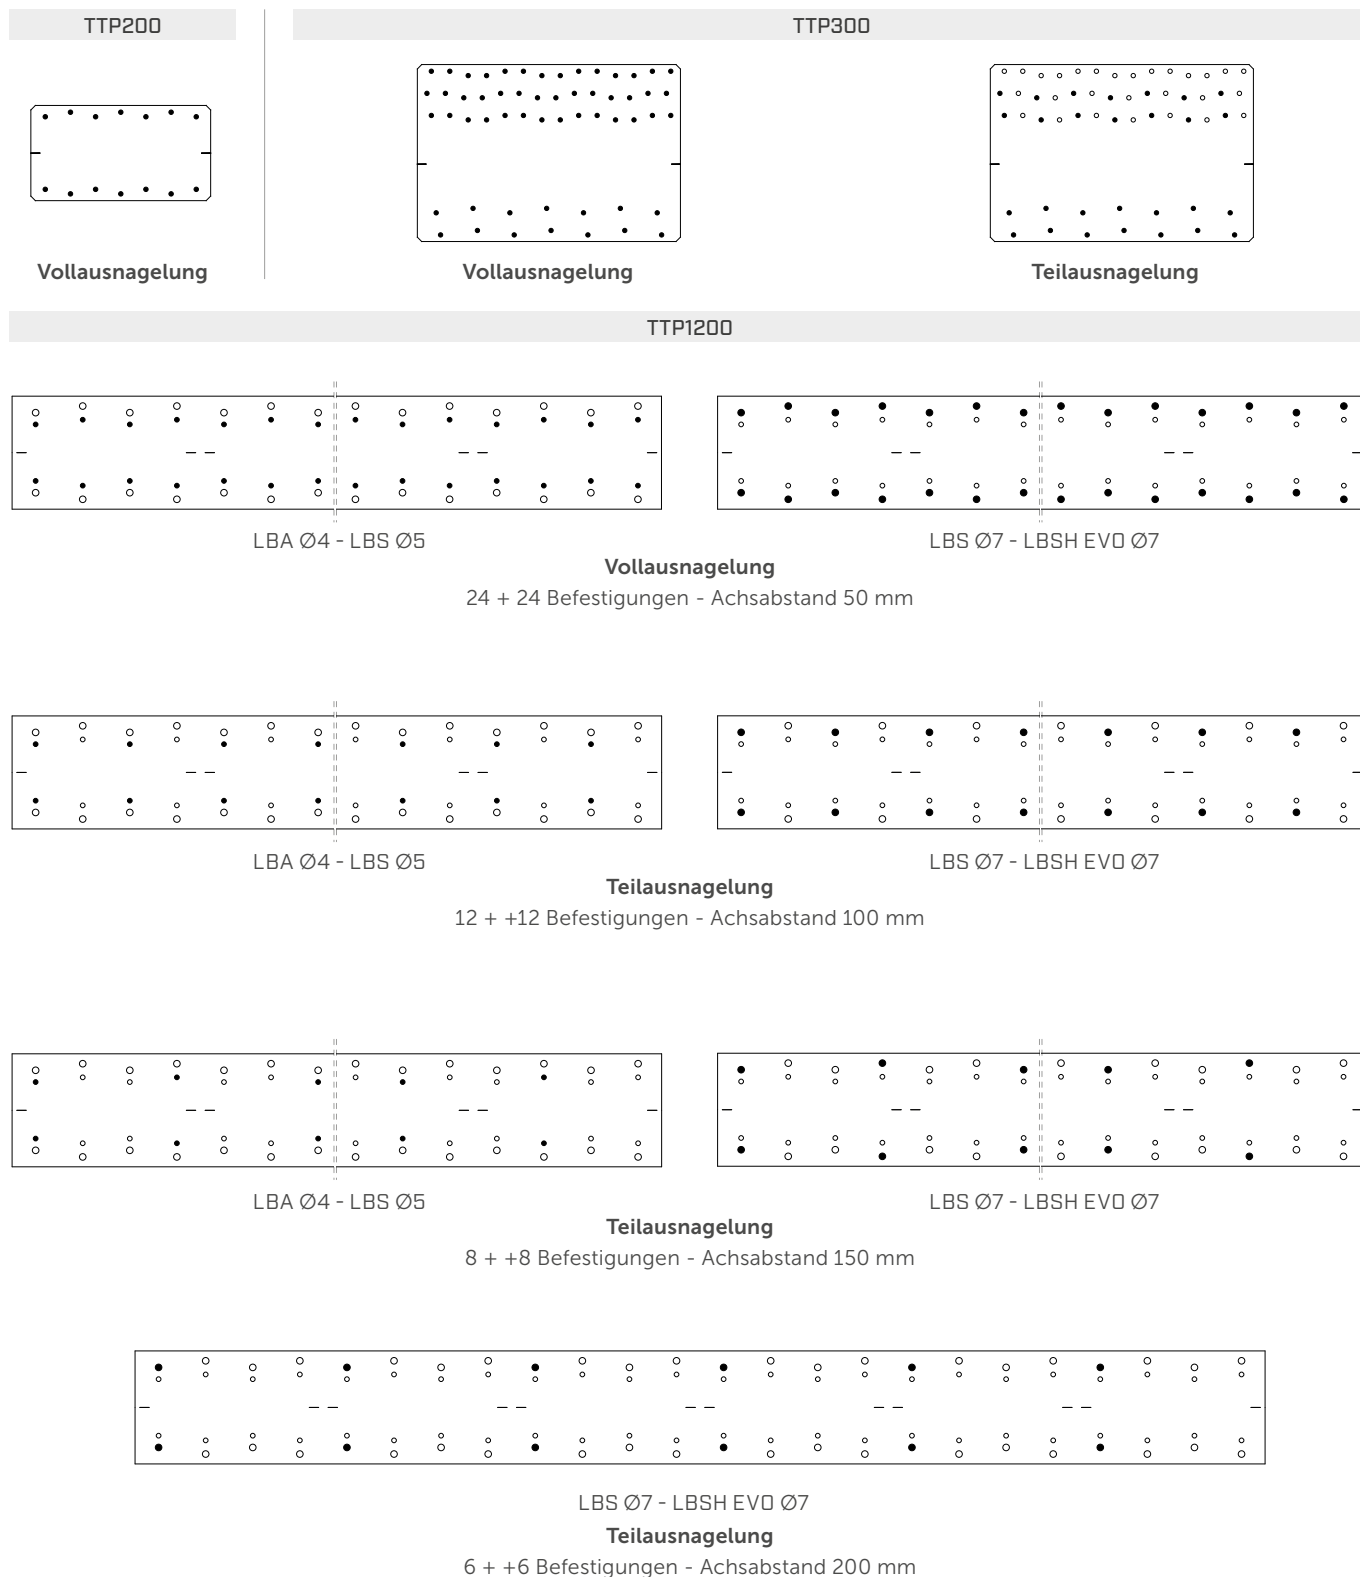 TTP200
TTP300
Vollausnagelung
Vollausnagelung
Teilausnagelung
TTP1200
LBA Ø4 - LBS Ø5
LBS Ø7 - LBSH EVO Ø7
Vollausnagelung
24 + 24 Befestigungen - Achsabstand 50 mm
LBA Ø4 - LBS Ø5
LBS Ø7 - LBSH EVO Ø7
Teilausnagelung
12 + +12 Befestigungen - Achsabstand 100 mm
LBA Ø4 - LBS Ø5
LBS Ø7 - LBSH EVO Ø7
Teilausnagelung
8 + +8 Befestigungen - Achsabstand 150 mm
LBS Ø7 - LBSH EVO Ø7
Teilausnagelung
6 + +6 Befestigungen - Achsabstand 200 mm